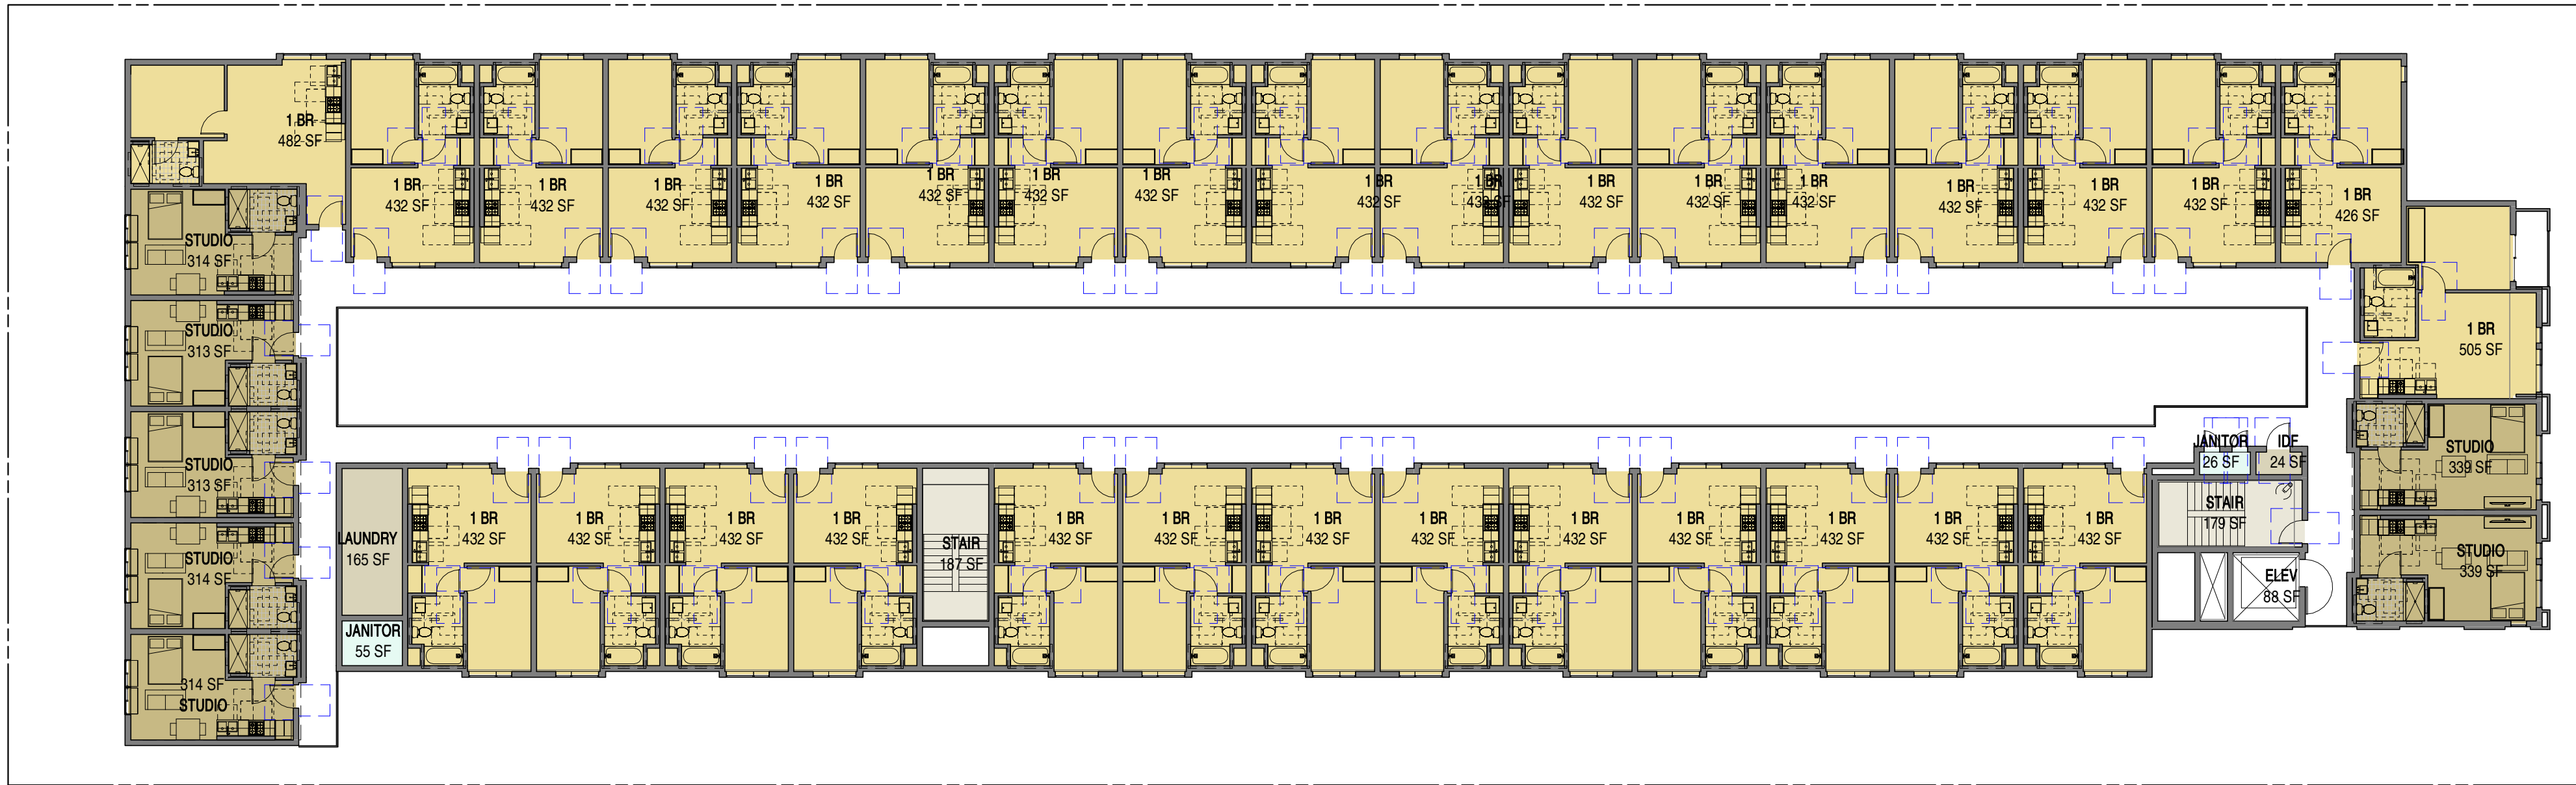 1 BR
482 SF
1 BR
432 SF
1 BR
432 SF
1 BR
432 SF
1 BR
432 SF
1 BR
432 SF
1 BR
432 SF
1 BR
432 SF
1 BR
432 SF
1 BR
432 SF
1 BR
432 SF
1 BR
432 SF
1 BR
432 SF
1 BR
432 SF
1 BR
432 SF
1 BR
432 SF
1 BR
426 SF
STUDIO
314 SF
STUDIO
313 SF
STUDIO
313 SF
STUDIO
314 SF
314 SF
STUDIO
1 BR
505 SF
STUDIO
339 SF
STUDIO
339 SF
JANITOR
26 SF
IDF
24 SF
STAIR
179 SF
ELEV
88 SF
LAUNDRY
165 SF
JANITOR
55 SF
1 BR
432 SF
1 BR
432 SF
1 BR
432 SF
1 BR
432 SF
STAIR
187 SF
1 BR
432 SF
1 BR
432 SF
1 BR
432 SF
1 BR
432 SF
1 BR
432 SF
1 BR
432 SF
1 BR
432 SF
1 BR
432 SF
1 BR
432 SF